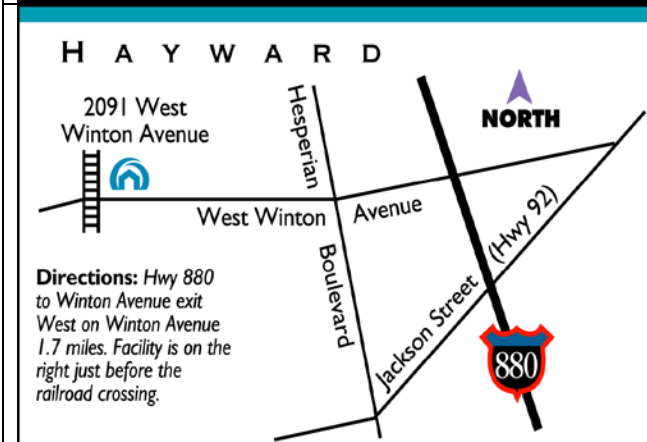 HAYWARD
2091 West
Winton Avenue
Hesperian
NORTH
West Winton
Avenue
(Hwy 92)
Boulevard
Jackson Street
Directions: Hwy 880
to Winton Avenue exit
West on Winton Avenue
1.7 miles. Facility is on the
right just before the
railroad crossing.
880